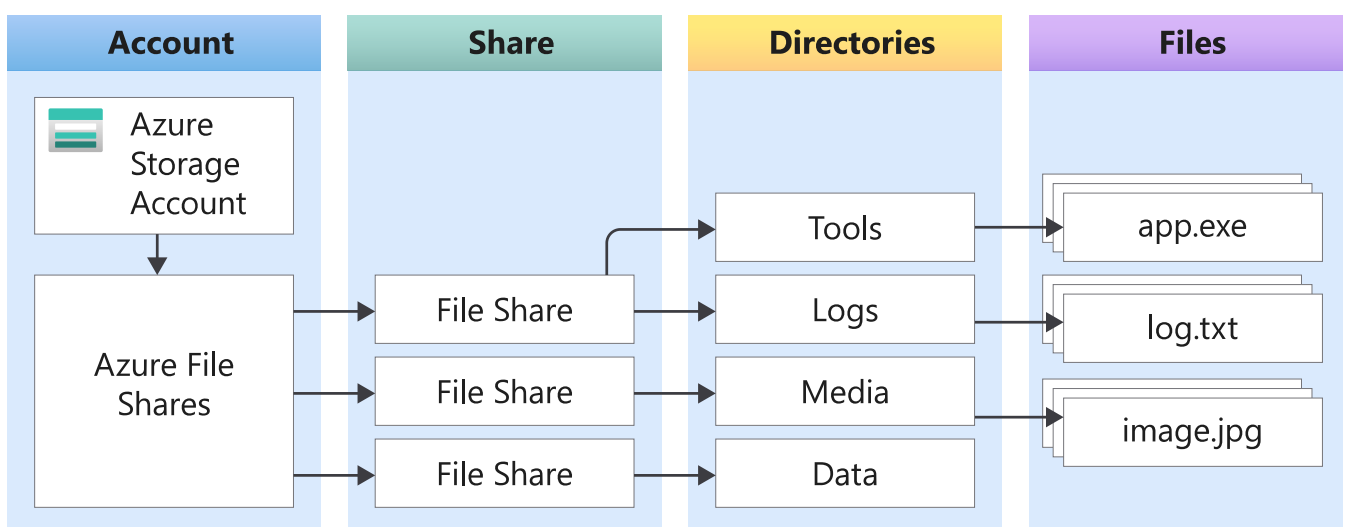 Account
Share
Directories
Files
Azure
Storage
Account
Azure File
Shares
File Share
File Share
File Share
Tools
Logs
Media
Data
app.exe
log.txt
image.jpg